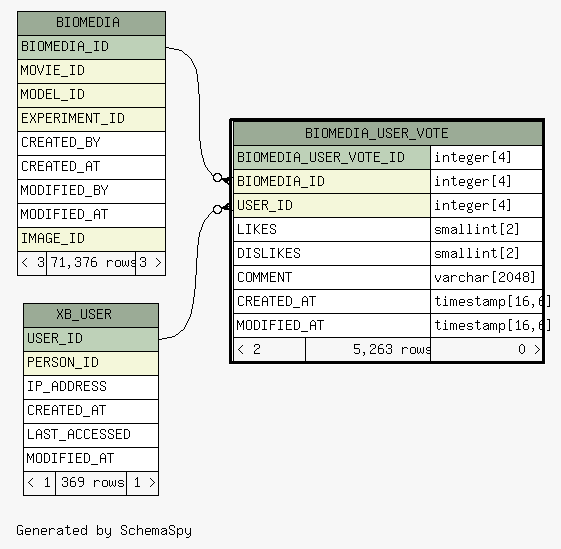 BIOMEDIA
BIOMEDIA_ID
MOVIE_ID
MODEL_ID
EXPERIMENT_ID
CREATED_BY
CREATED_AT
MODIFIED_BY
MODIFIED_AT
IMAGE_ID
< 3 71,376 rows 3 >
BIOMEDIA_USER_VOTE
BIOMEDIA_USER_VOTE_ID integer[4]
BIOMEDIA_ID integer[4]
USER_ID integer[4]
LIKES smallint[2]
DISLIKES smallint[2]
COMMENT varchar[2048]
CREATED_AT timestamp[16,6]
MODIFIED_AT timestamp[16,6]
< 2 5,263 rows 0 >
XB_USER
USER_ID
PERSON_ID
IP_ADDRESS
CREATED_AT
LAST_ACCESSED
MODIFIED_AT
< 1 369 rows 1 >
Generated by SchemaSpy